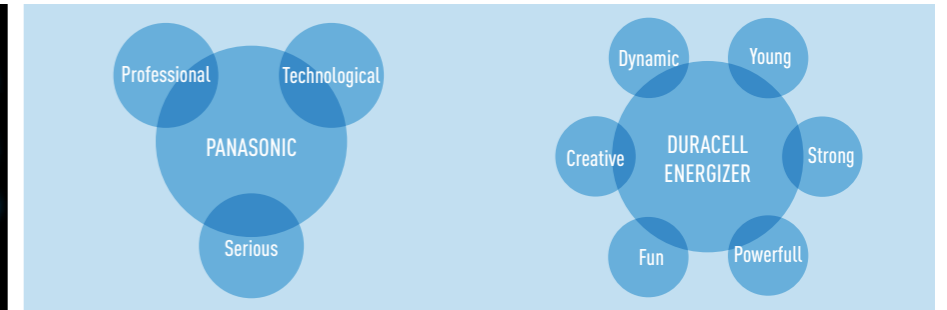 Professional
Technological
PANASONIC
Serious
Dynamic
Young
Creative
DURACELL
ENERGIZER
Strong
Fun
Powerfull